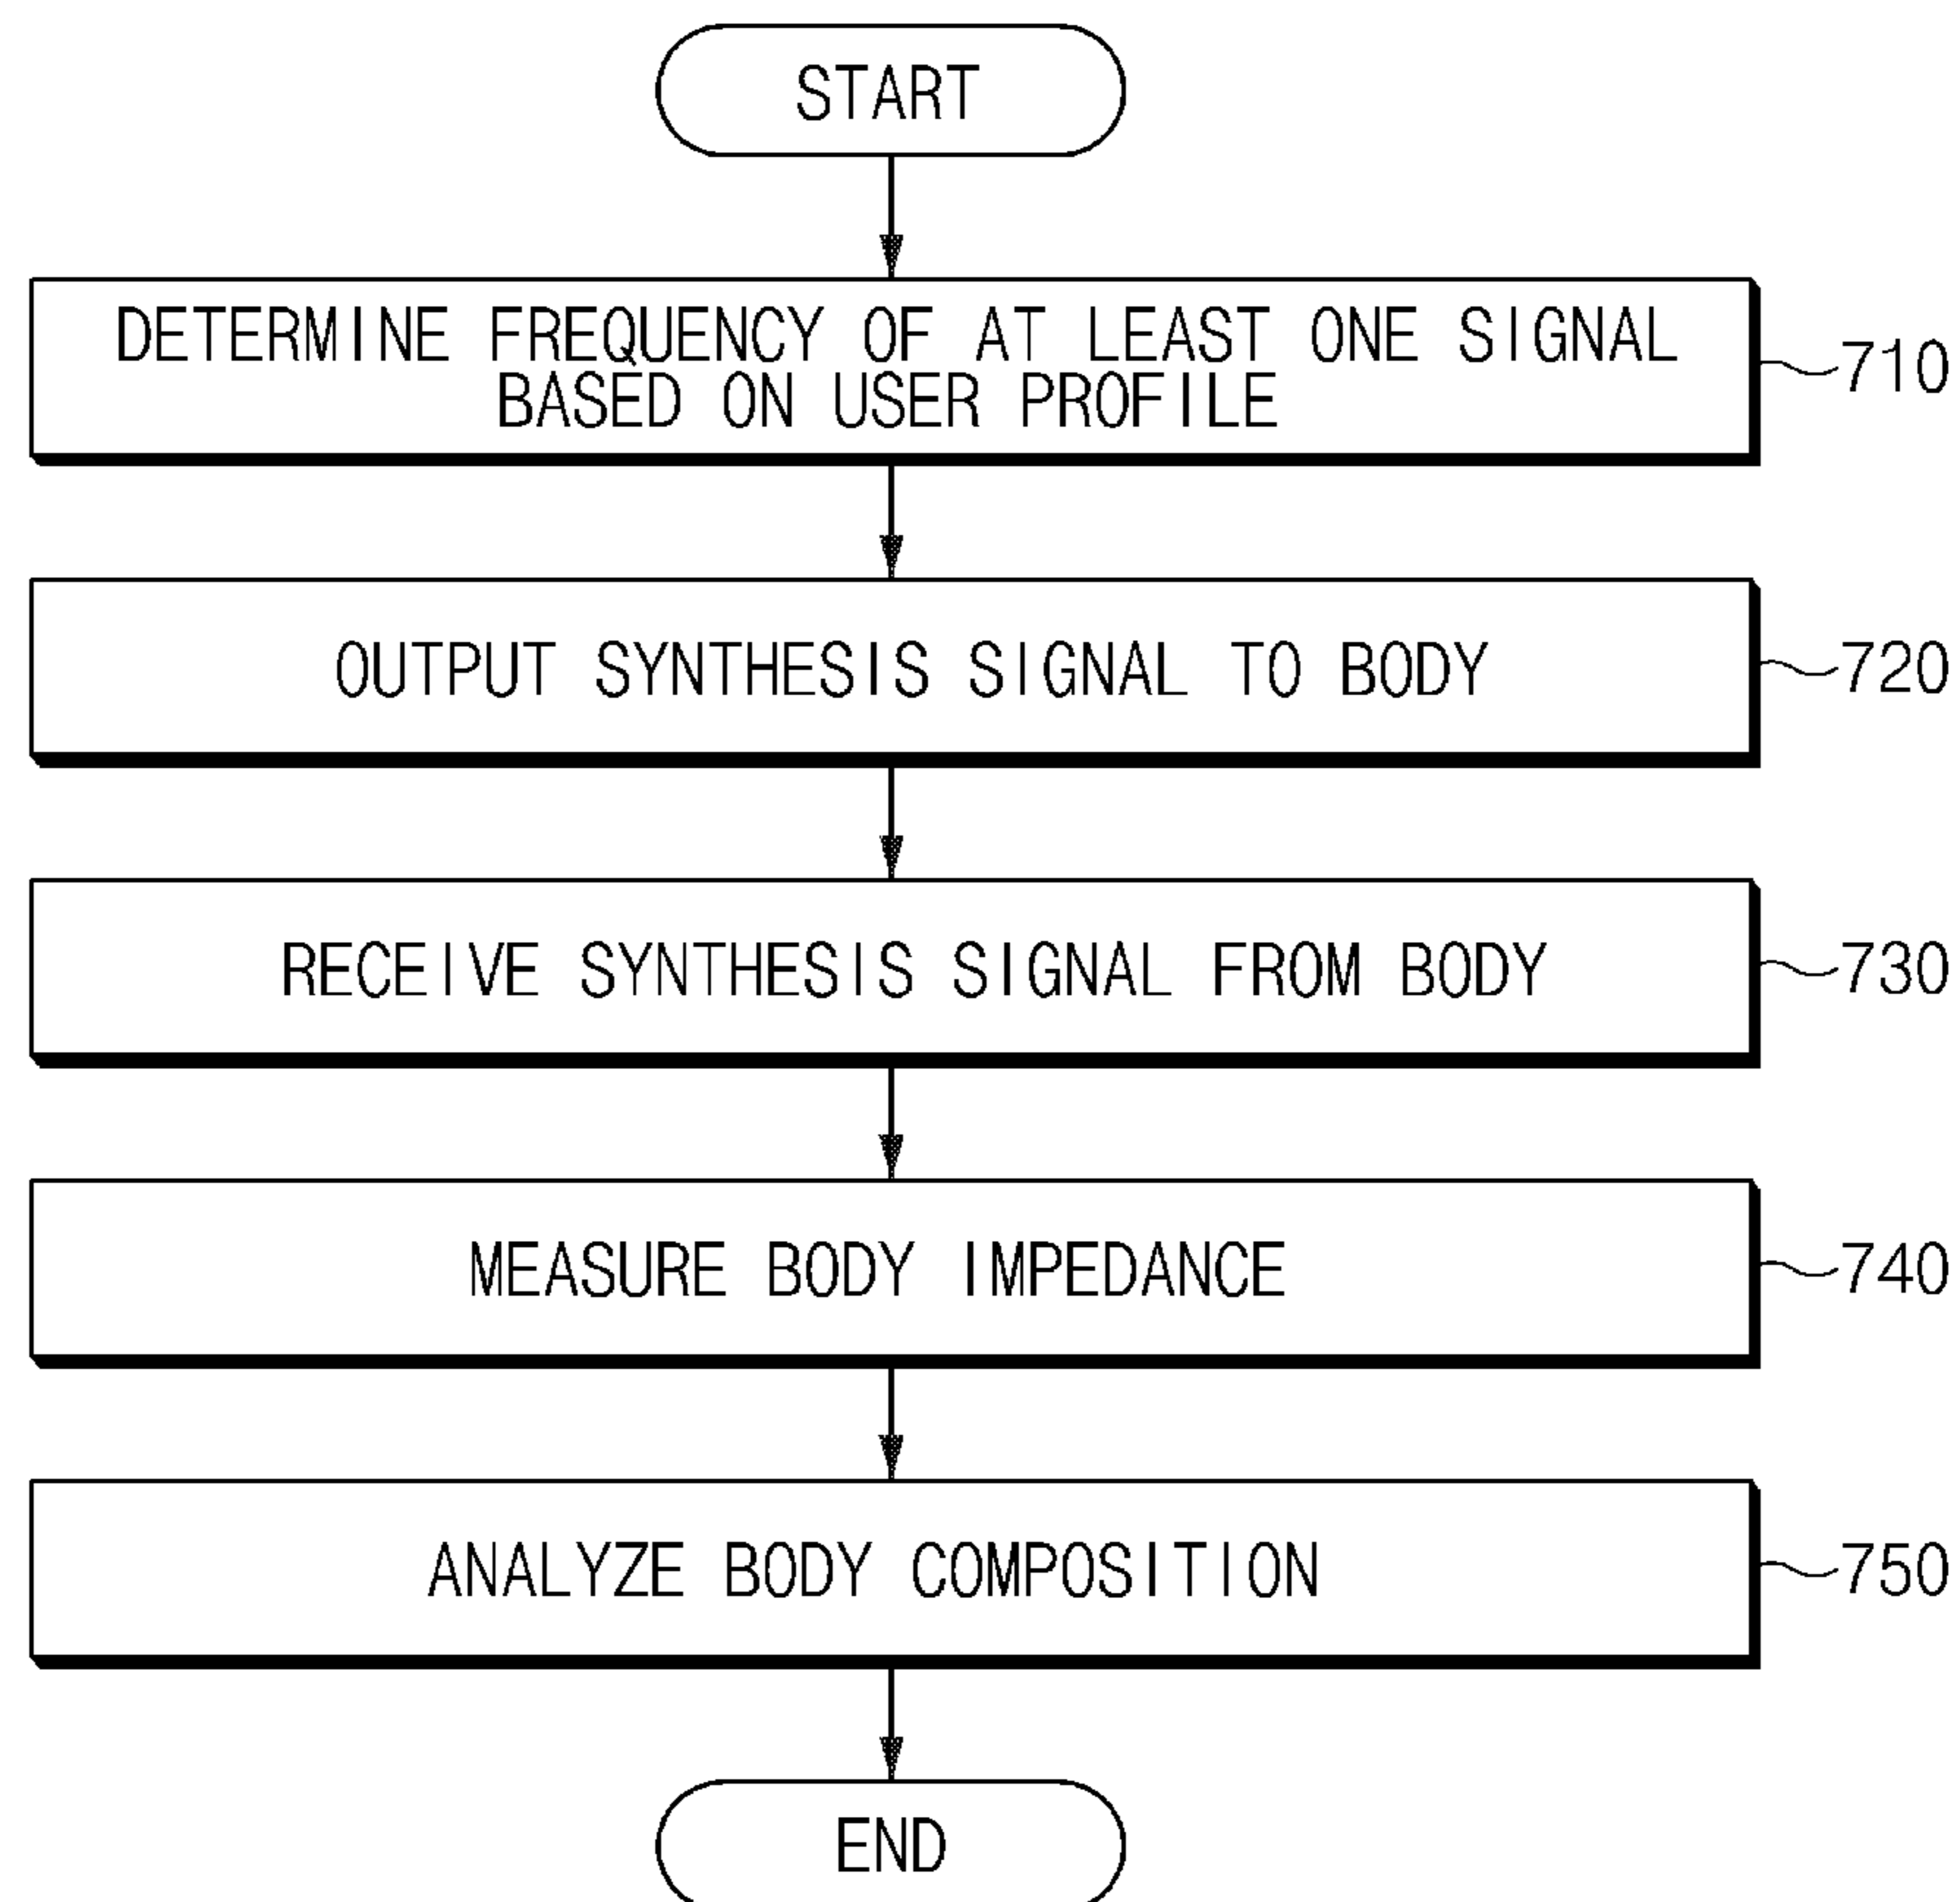 START
DETERMINE FREQUENCY OF AT LEAST ONE SIGNAL
BASED ON USER PROFILE
710
OUTPUT SYNTHESIS SIGNAL TO BODY
720
RECEIVE SYNTHESIS SIGNAL FROM BODY
730
MEASURE BODY IMPEDANCE
740
ANALYZE BODY COMPOSITION
750
END